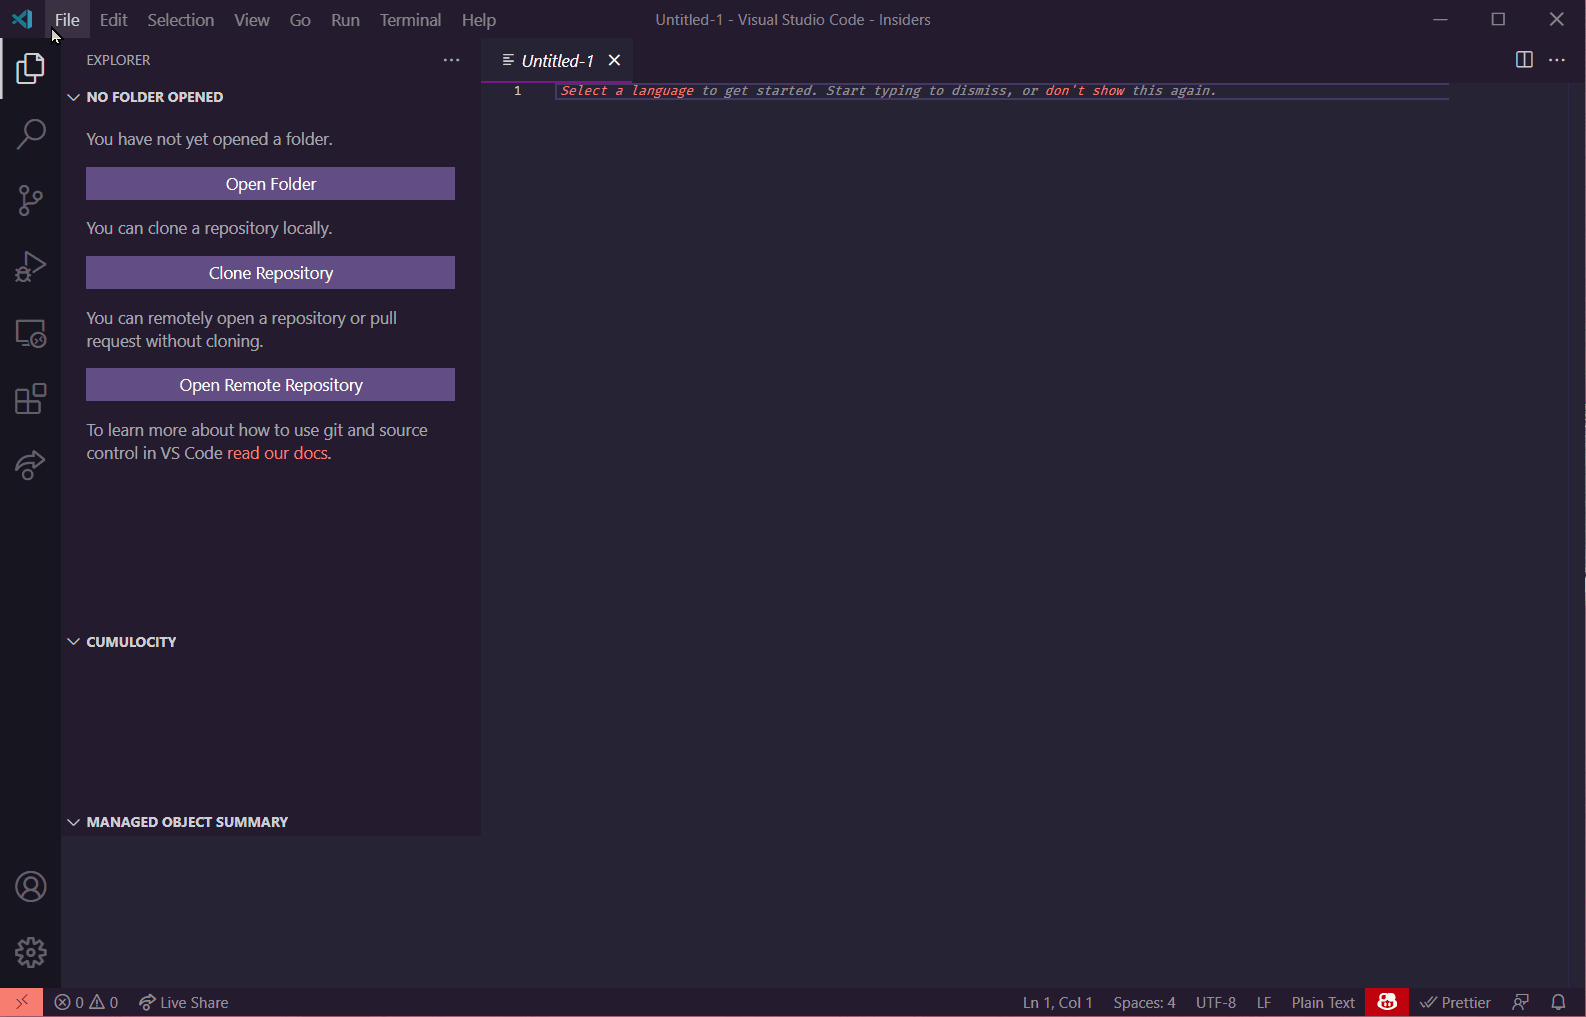 File Edit Selection View Go Run Terminal Help Untitled-1 - Visual Studio Code - Insiders
EXPLORER
Untitled-1
NO FOLDER OPENED
1 Select a language to get started. Start typing to dismiss, or don't show this again.
You have not yet opened a folder.
Open Folder
You can clone a repository locally.
Clone Repository
You can remotely open a repository or pull
request without cloning.
Open Remote Repository
To learn more about how to use git and source
control in VS Code read our docs.
CUMULOCITY
MANAGED OBJECT SUMMARY
0 0 Live Share Ln 1, Col 1 Spaces: 4 UTF-8 LF Plain Text Prettier